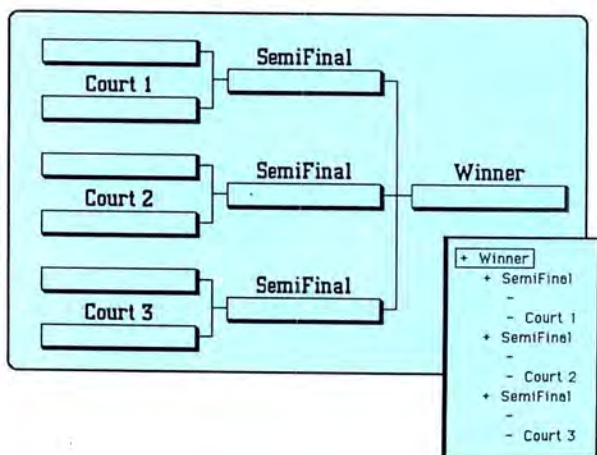 SemiFinal
Court 1
SemiFinal
Winner
Court 2
SemiFinal
Court 3
+ Winner
+ SemiFinal
-
- Court 1
+ SemiFinal
-
- Court 2
+ SemiFinal
-
- Court 3